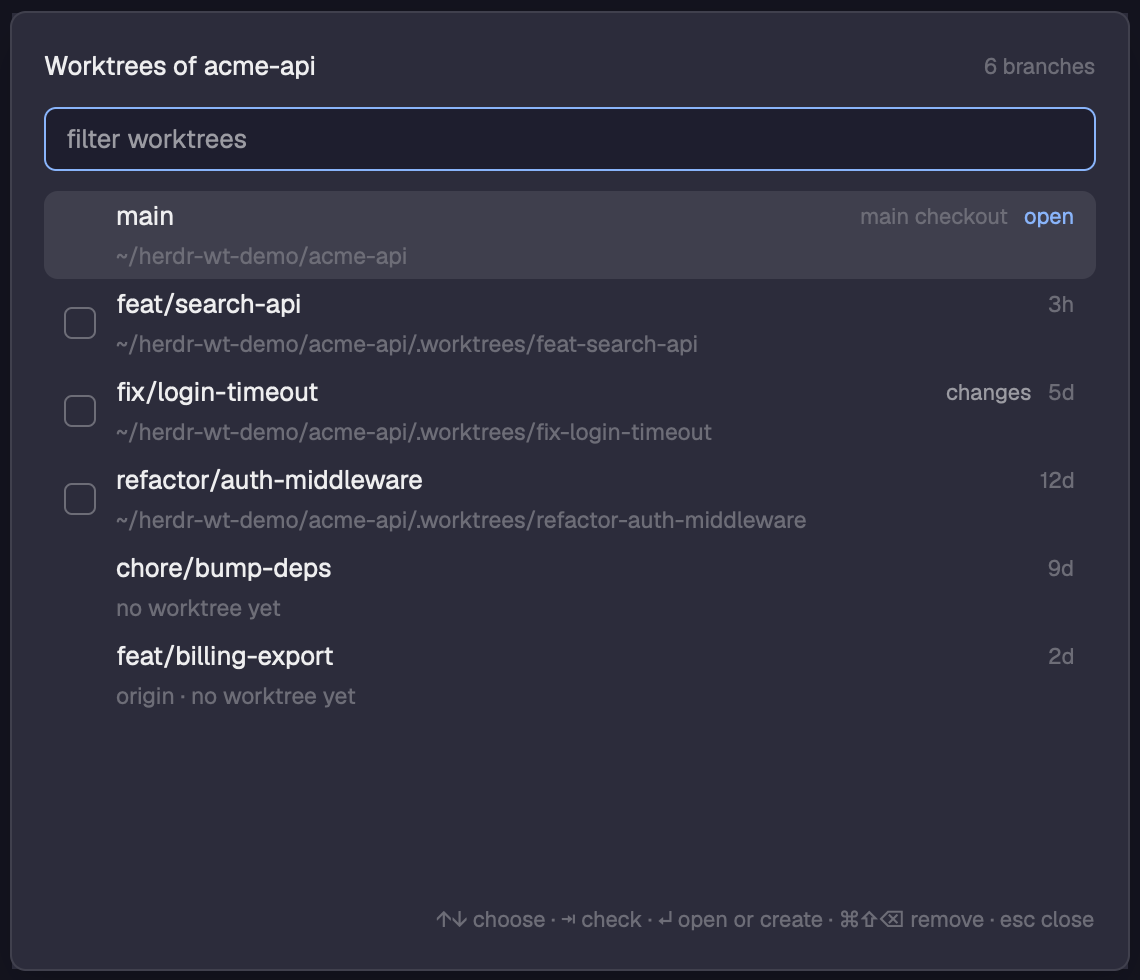 Worktrees of acme-api 6 branches
filter worktrees
main main checkout open
~/herdr-wt-demo/acme-api
feat/search-api 3h
~/herdr-wt-demo/acme-api/.worktrees/feat-search-api
fix/login-timeout changes 5d
~/herdr-wt-demo/acme-api/.worktrees/fix-login-timeout
refactor/auth-middleware 12d
~/herdr-wt-demo/acme-api/.worktrees/refactor-auth-middleware
chore/bump-deps 9d
no worktree yet
feat/billing-export 2d
origin · no worktree yet
↑↓ choose · ⇥ check · ↵ open or create · ⌘⇧⌫ remove · esc close